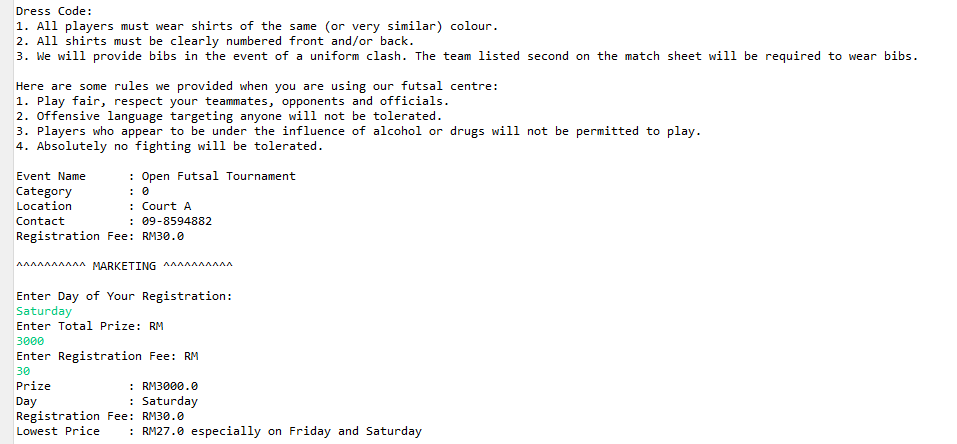 Dress Code:
1. All players must wear shirts of the same (or very similar) colour.
2. All shirts must be clearly numbered front and/or back.
3. We will provide bibs in the event of a uniform clash. The team listed second on the match sheet will be required to wear bibs.
Here are some rules we provided when you are using our futsal centre:
1. Play fair, respect your teammates, opponents and officials.
2. Offensive language targeting anyone will not be tolerated.
3. Players who appear to be under the influence of alcohol or drugs will not be permitted to play.
4. Absolutely no fighting will be tolerated.
Event Name      : Open Futsal Tournament
Category        : 0
Location        : Court A
Contact         : 09-8594882
Registration Fee: RM30.0
^^^^^^^^^^ MARKETING ^^^^^^^^^^
Enter Day of Your Registration:
Saturday
Enter Total Prize: RM
3000
Enter Registration Fee: RM
30
Prize           : RM3000.0
Day             : Saturday
Registration Fee: RM30.0
Lowest Price    : RM27.0 especially on Friday and Saturday